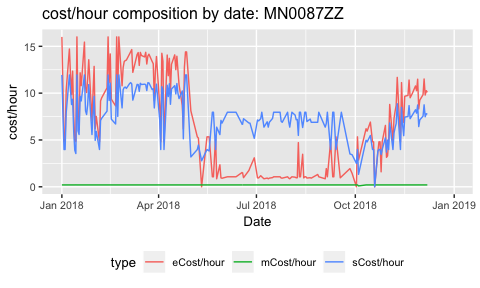 cost/hour composition by date: MN0087ZZ
cost/hour
15
10
5
0
Jan 2018 Apr 2018 Jul 2018 Oct 2018 Jan 2019
Date
type eCost/hour mCost/hour sCost/hour